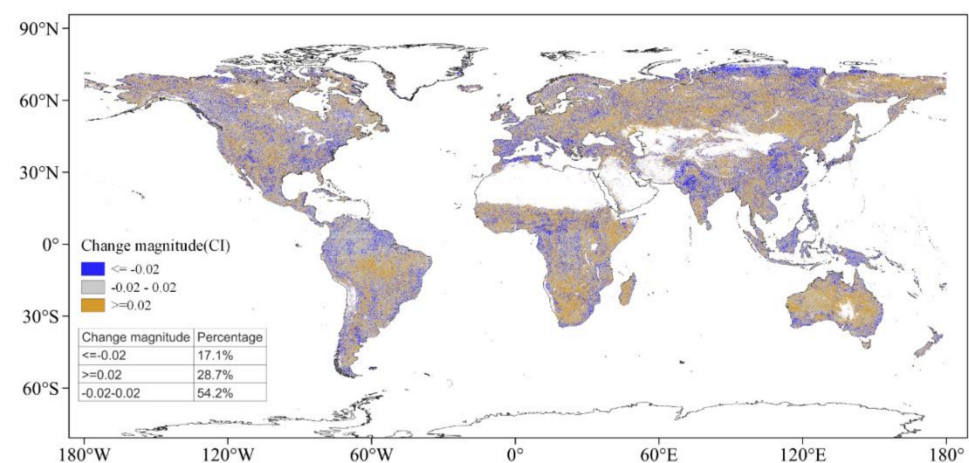 90°N
60°N
30°N
0°
30°S
60°S
Change magnitude(CI)
<= -0.02
-0.02 - 0.02
>=0.02
Change magnitude Percentage
<=-0.02 17.1%
>=0.02 28.7%
-0.02-0.02 54.2%
180°W 120°W 60°W 0° 60°E 120°E 180°